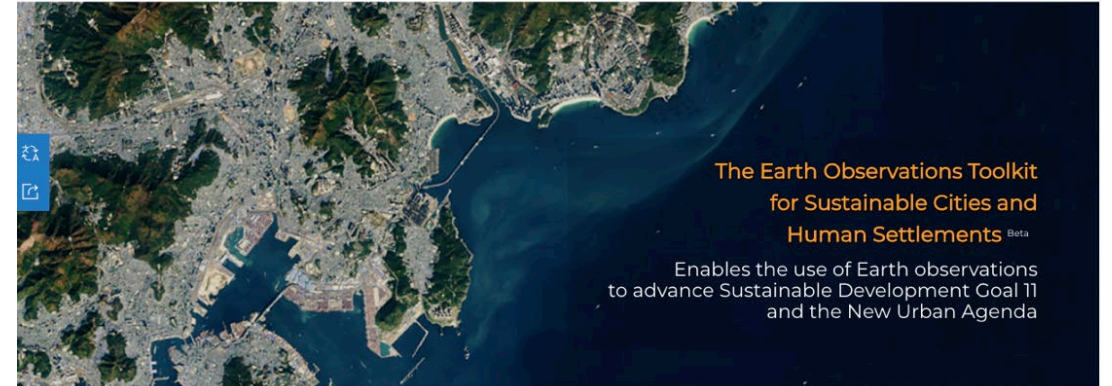 The Earth Observations Toolkit
for Sustainable Cities and
Human Settlements Beta
Enables the use of Earth observations
to advance Sustainable Development Goal 11
and the New Urban Agenda